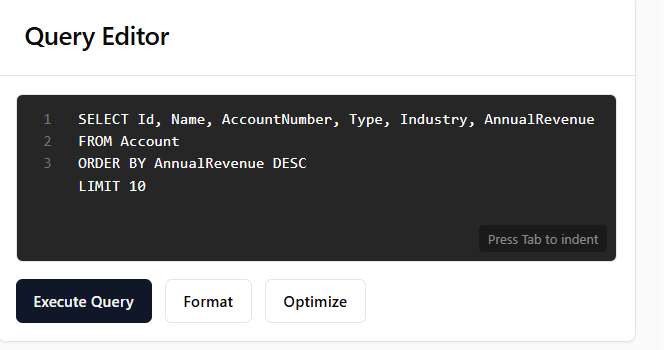 Query Editor
1 SELECT Id, Name, AccountNumber, Type, Industry, AnnualRevenue
2 FROM Account
3 ORDER BY AnnualRevenue DESC
LIMIT 10
Press Tab to indent
Execute Query Format Optimize